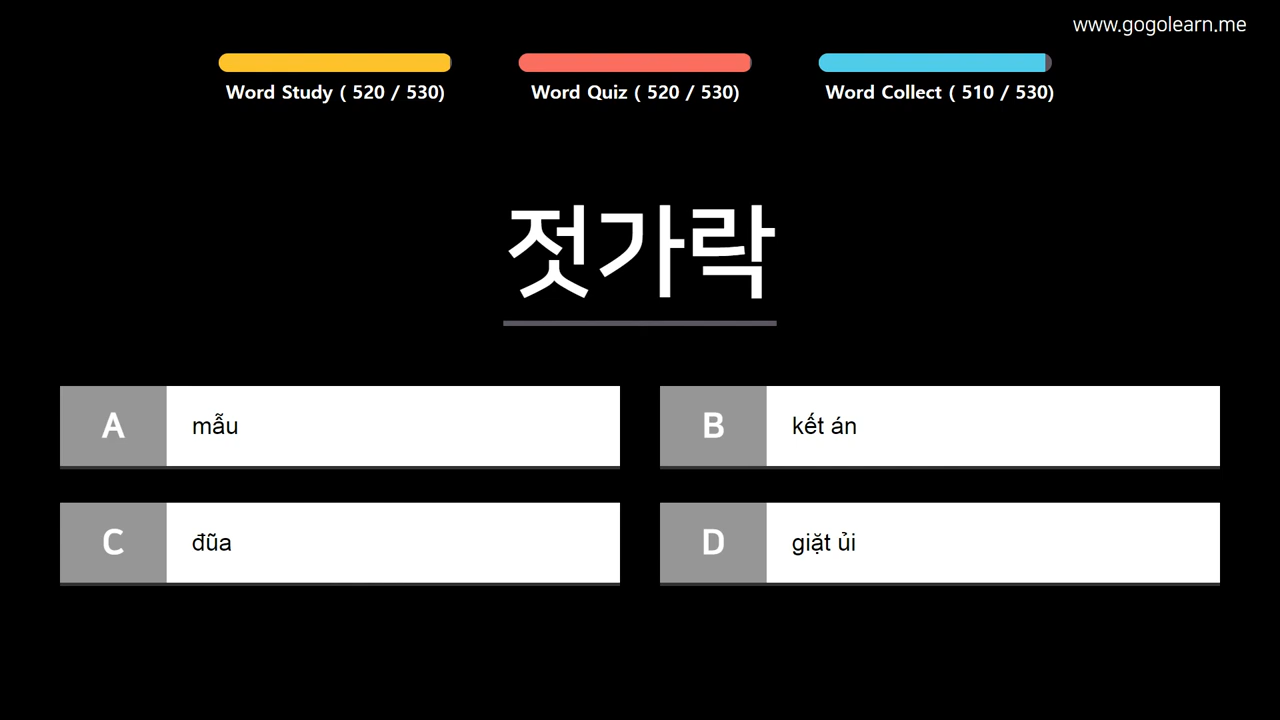 www.gogolearn.me
Word Study ( 520 / 530)
Word Quiz ( 520 / 530)
Word Collect ( 510 / 530)
젓가락
A mẫu
B kết án
C đũa
D giặt ủi